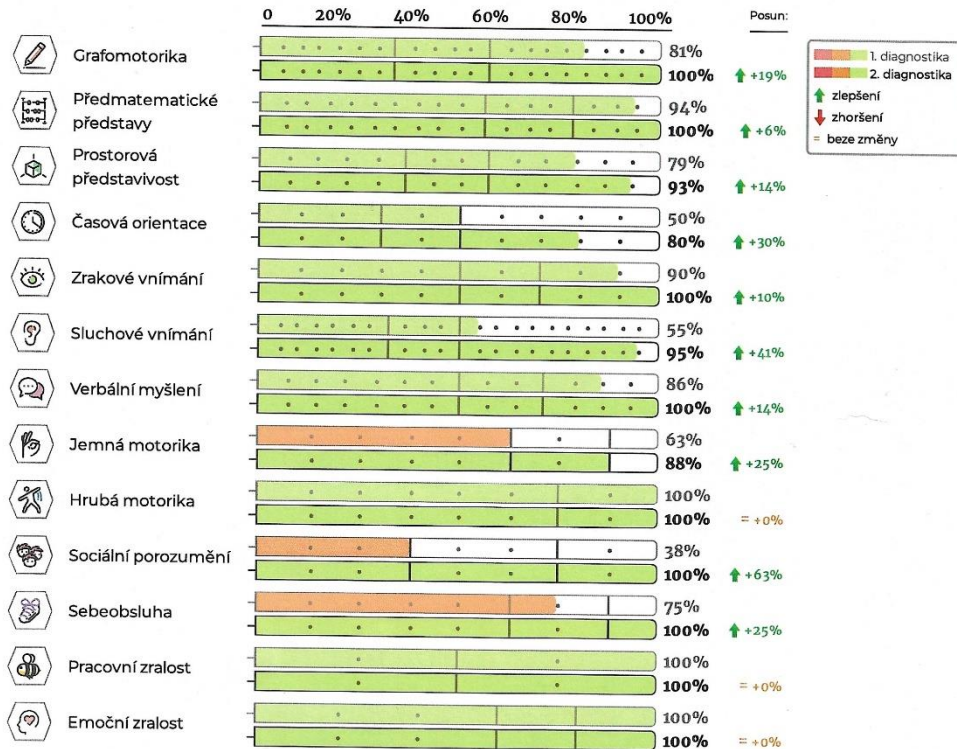 0 20% 40% 60% 80% 100% Posun:
Grafomotorika 81%
100% +19%
Předmatematické představy 94%
100% +6%
Prostorová představivost 79%
93% +14%
Časová orientace 50%
80% +30%
Zrakové vnímání 90%
100% +10%
Sluchové vnímání 55%
95% +41%
Verbální myšlení 86%
100% +14%
Jemná motorika 63%
88% +25%
Hrubá motorika 100%
100% = +0%
Sociální porozumění 38%
100% +63%
Sebeobsluha 75%
100% +25%
Pracovní zralost 100%
100% = +0%
Emoční zralost 100%
100% = +0%
1. diagnostika
2. diagnostika
zlepšení
zhoršení
= beze změny